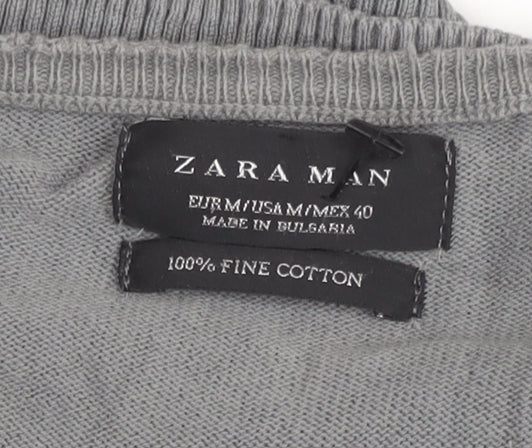 ZARA MAN
EUR M / USA M / MEX 40
MADE IN BULGARIA
100% FINE COTTON